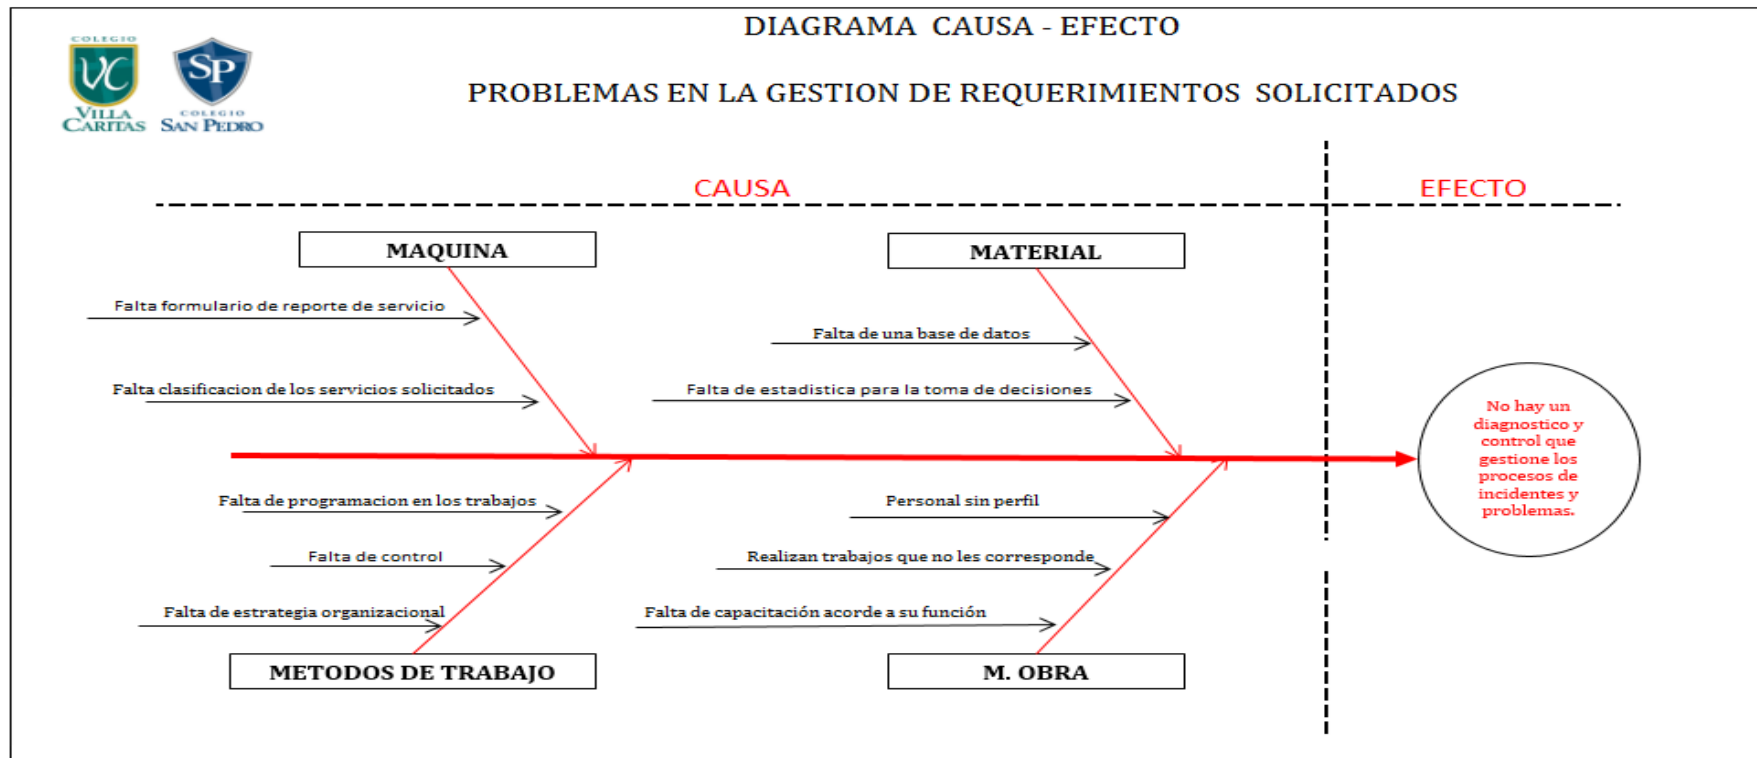 DIAGRAMA CAUSA - EFECTO
COLEGIO
VC
VILLA
CARITAS
SP
COLEGIO
SAN PEDRO
PROBLEMAS EN LA GESTION DE REQUERIMIENTOS SOLICITADOS
CAUSA
EFECTO
MAQUINA
MATERIAL
Falta formulario de reporte de servicio
Falta de una base de datos
Falta clasificacion de los servicios solicitados
Falta de estadistica para la toma de decisiones
No hay un
diagnostico y
control que
gestione los
procesos de
incidentes y
problemas.
Falta de programacion en los trabajos
Personal sin perfil
Falta de control
Realizan trabajos que no les corresponde
Falta de estrategia organizacional
Falta de capacitación acorde a su función
METODOS DE TRABAJO
M. OBRA